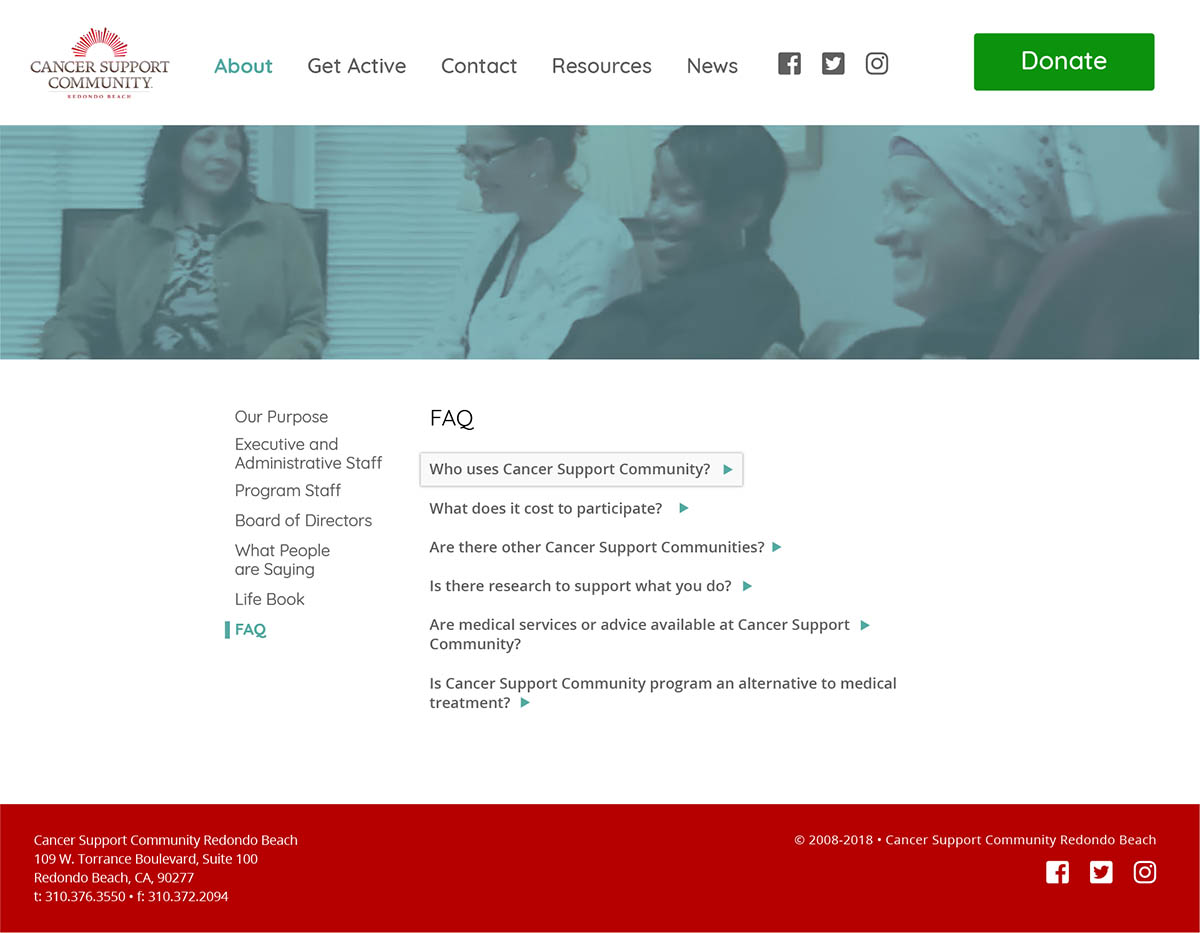 CANCER SUPPORT
COMMUNITY
REDONDO BEACH
About
Get Active
Contact
Resources
News
Donate
Our Purpose
Executive and
Administrative Staff
Program Staff
Board of Directors
What People
are Saying
Life Book
FAQ
FAQ
Who uses Cancer Support Community?
What does it cost to participate?
Are there other Cancer Support Communities?
Is there research to support what you do?
Are medical services or advice available at Cancer Support
Community?
Is Cancer Support Community program an alternative to medical
treatment?
Cancer Support Community Redondo Beach
109 W. Torrance Boulevard, Suite 100
Redondo Beach, CA, 90277
t: 310.376.3550 • f: 310.372.2094
© 2008-2018 • Cancer Support Community Redondo Beach